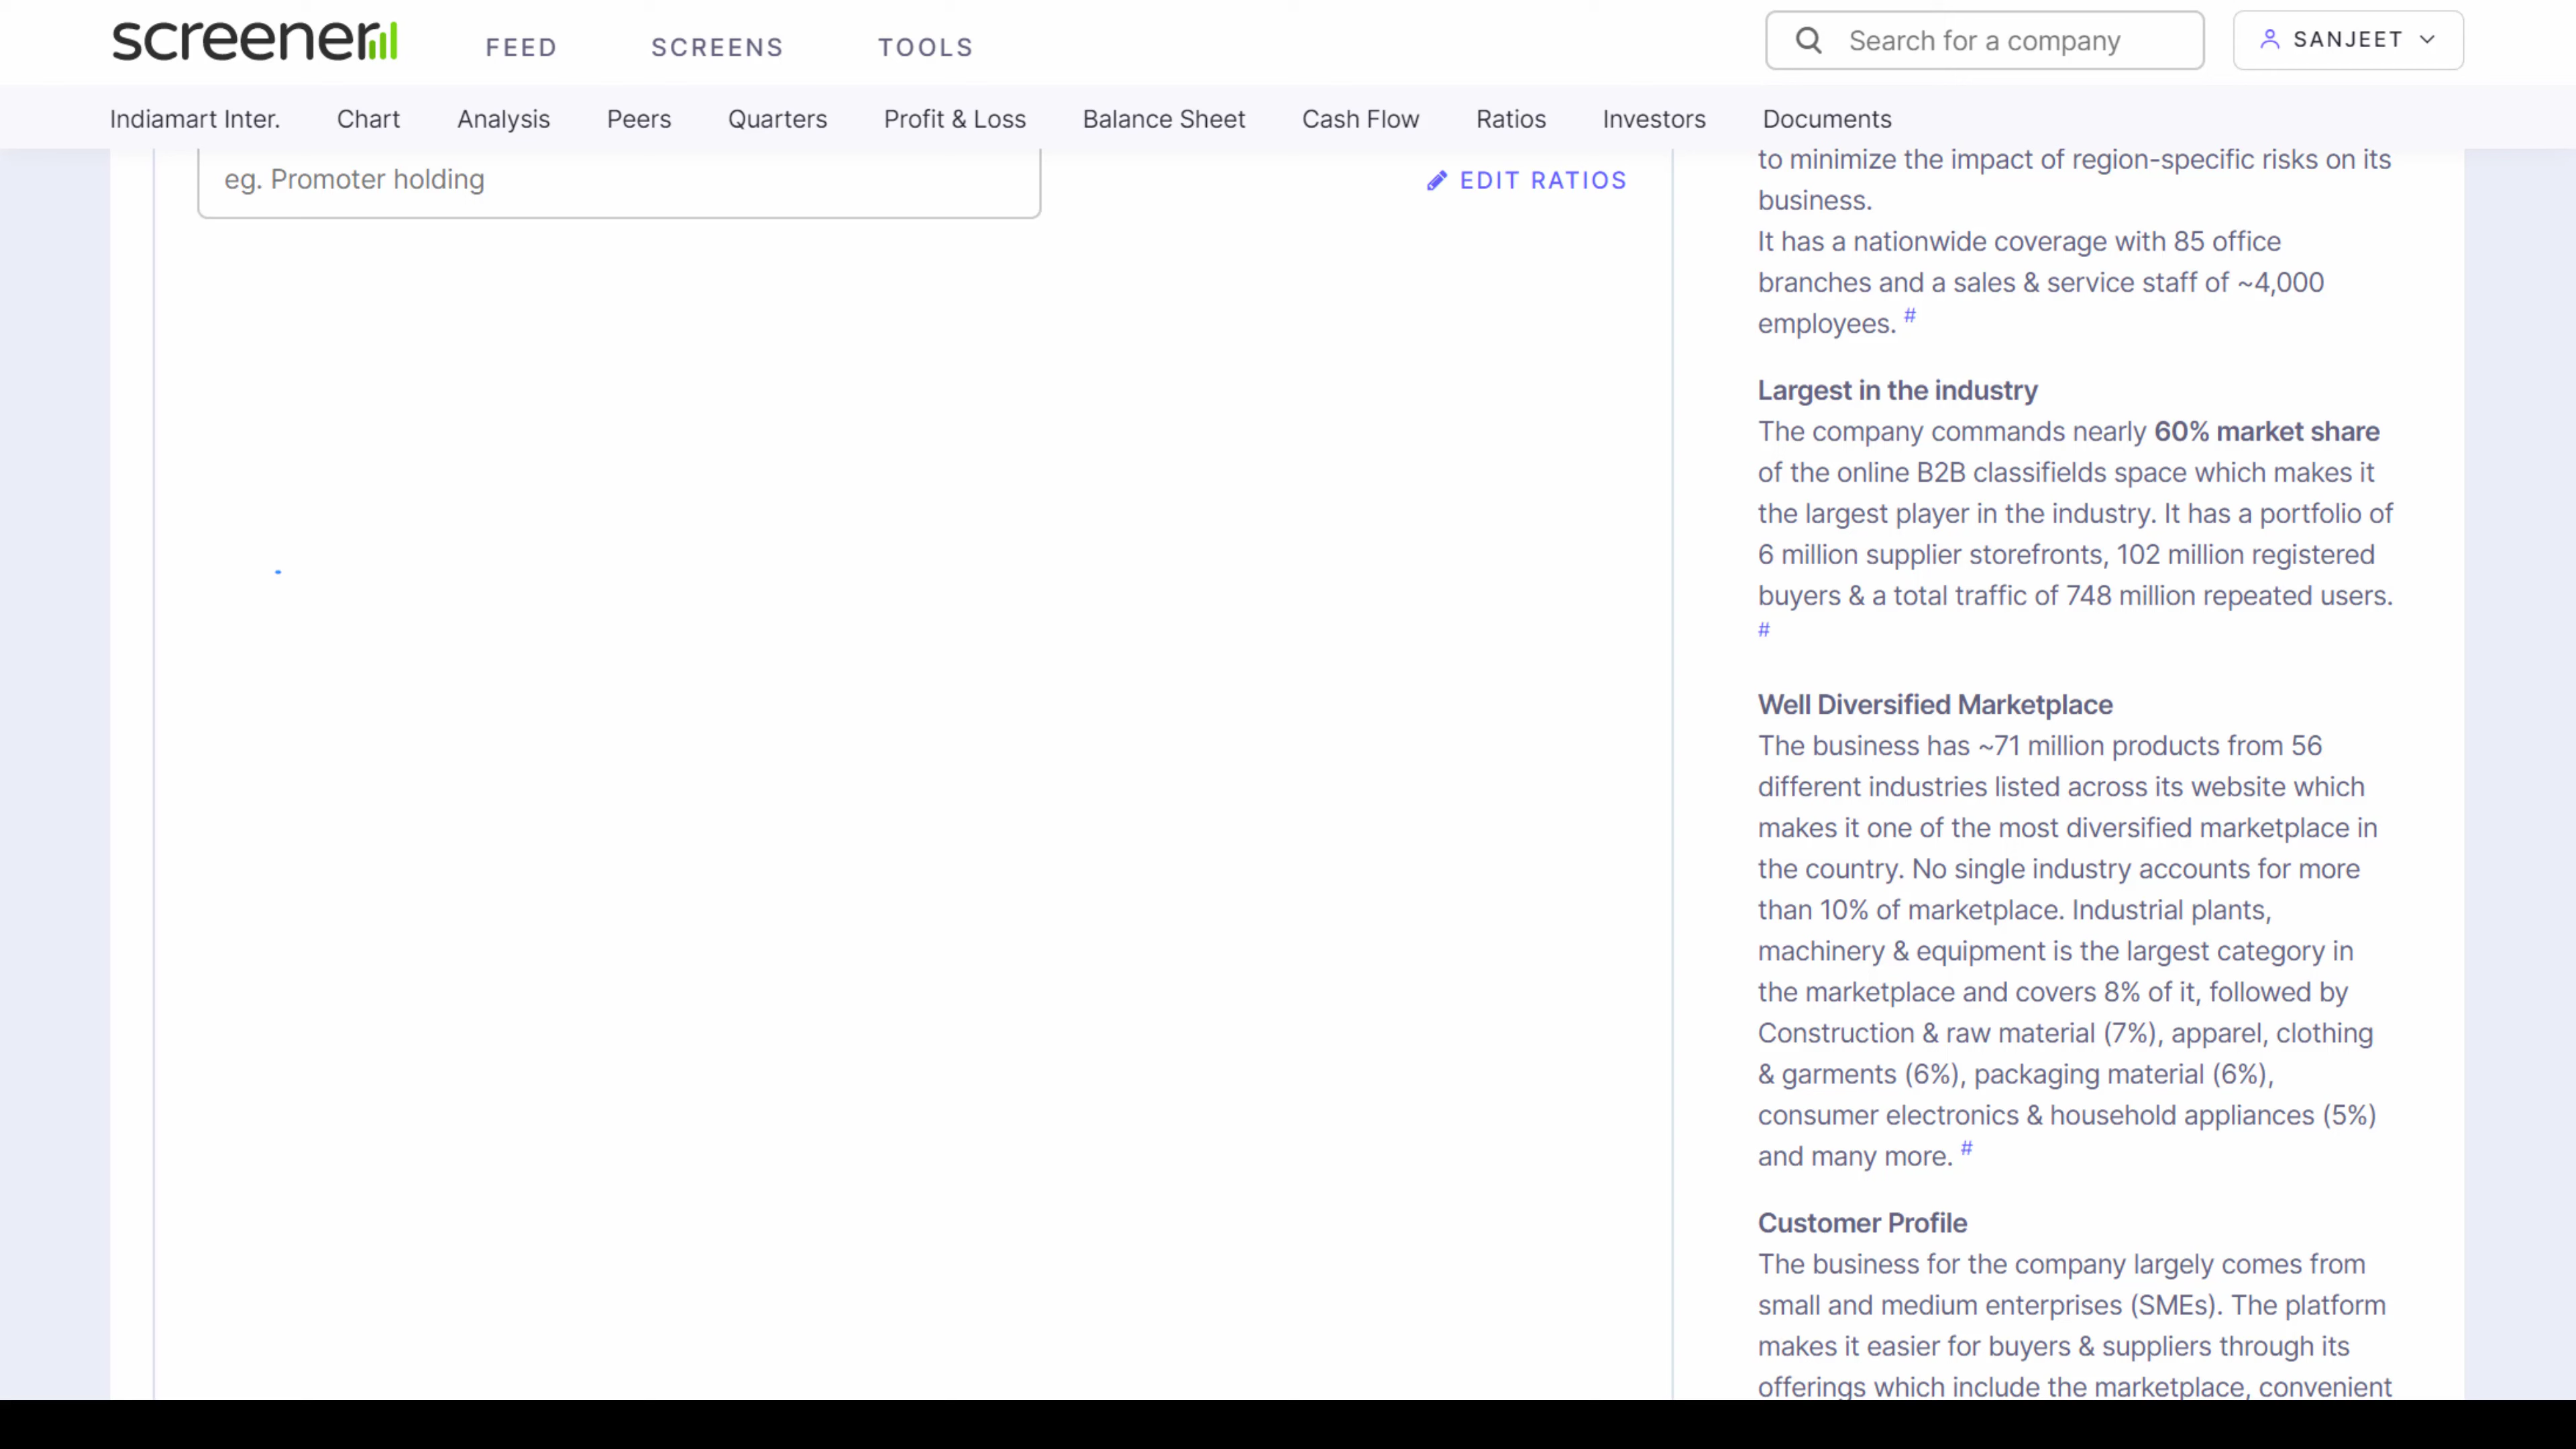 screener
FEED
SCREENS
TOOLS
Search for a company
SANJEET
Indiamart Inter.
Chart
Analysis
Peers
Quarters
Profit & Loss
Balance Sheet
Cash Flow
Ratios
Investors
Documents
eg. Promoter holding
EDIT RATIOS
to minimize the impact of region-specific risks on its
business.
It has a nationwide coverage with 85 office
branches and a sales & service staff of ~4,000
employees. #
Largest in the industry
The company commands nearly 60% market share
of the online B2B classifieds space which makes it
the largest player in the industry. It has a portfolio of
6 million supplier storefronts, 102 million registered
buyers & a total traffic of 748 million repeated users.
#
Well Diversified Marketplace
The business has ~71 million products from 56
different industries listed across its website which
makes it one of the most diversified marketplace in
the country. No single industry accounts for more
than 10% of marketplace. Industrial plants,
machinery & equipment is the largest category in
the marketplace and covers 8% of it, followed by
Construction & raw material (7%), apparel, clothing
& garments (6%), packaging material (6%),
consumer electronics & household appliances (5%)
and many more. #
Customer Profile
The business for the company largely comes from
small and medium enterprises (SMEs). The platform
makes it easier for buyers & suppliers through its
offerings which include the marketplace, convenient